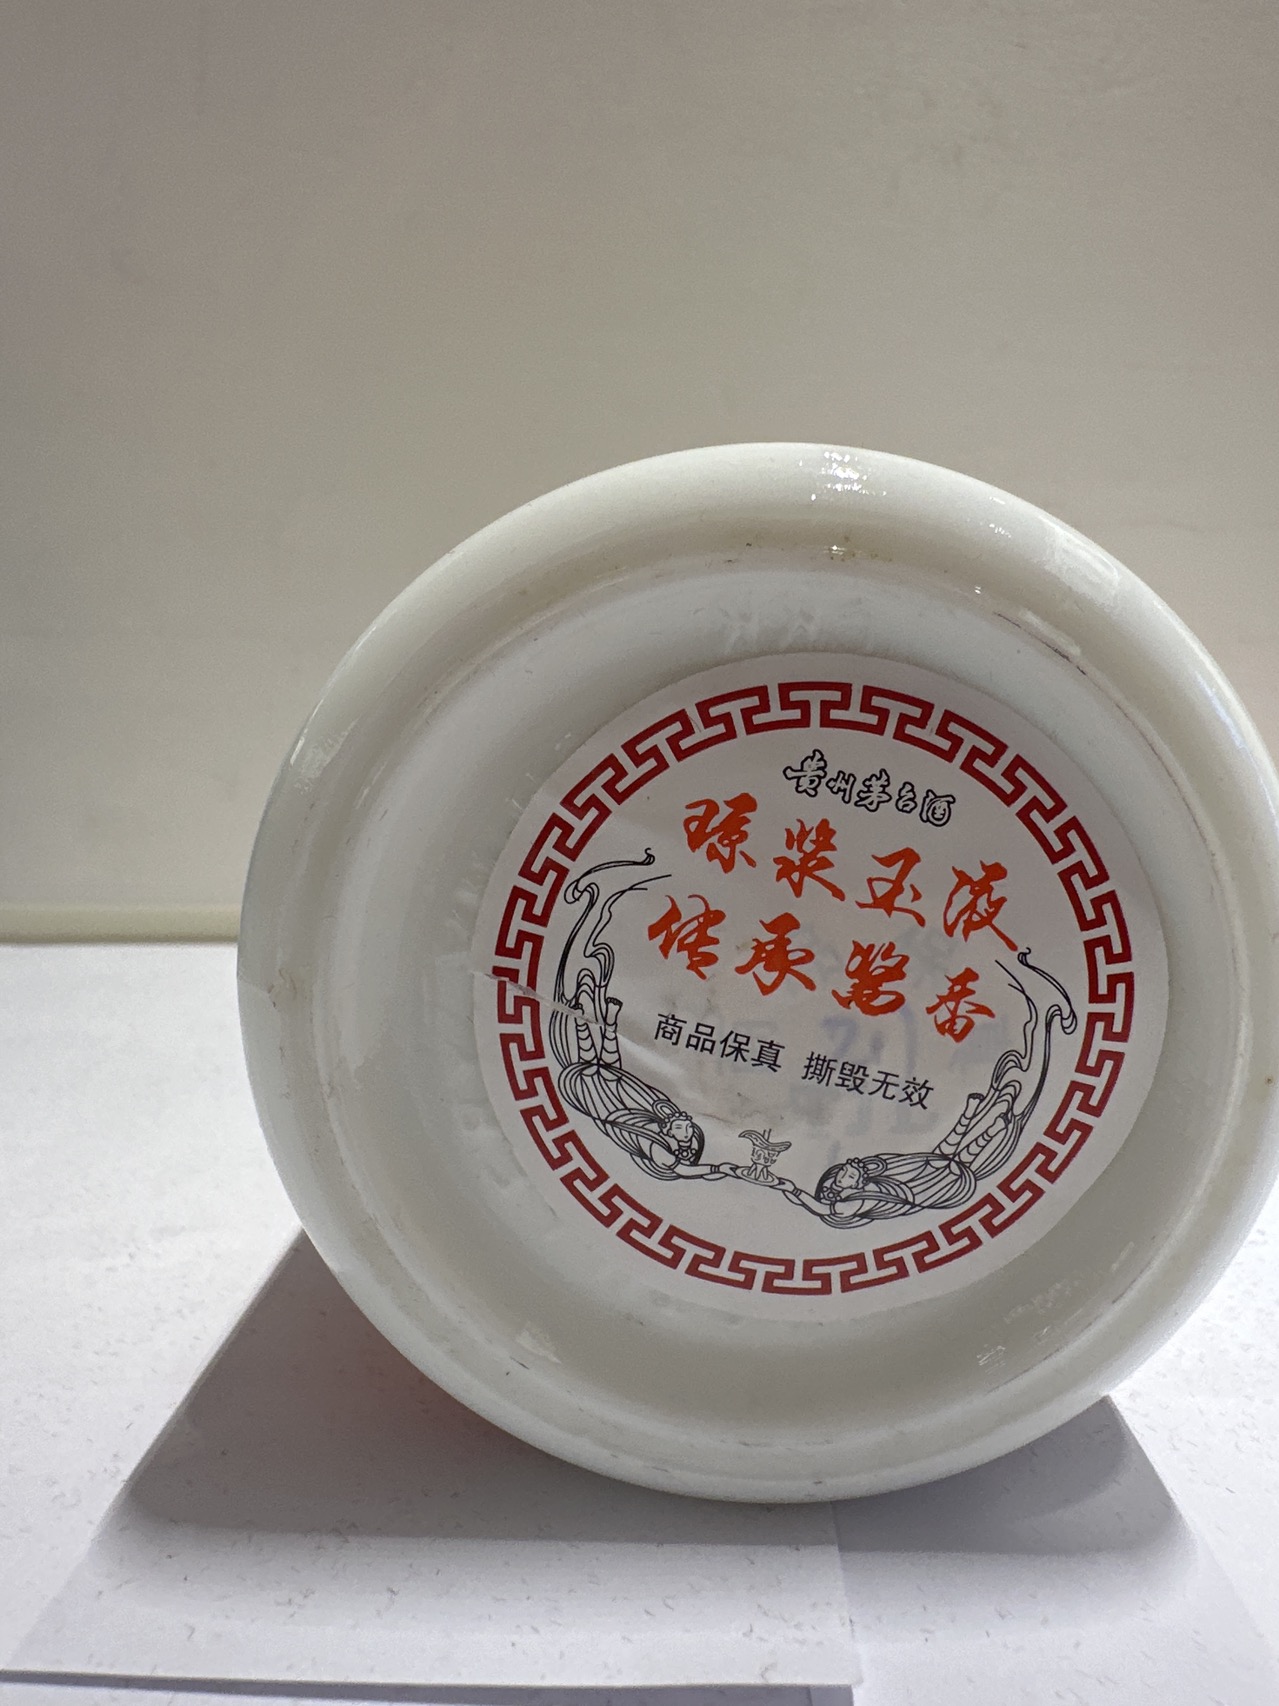 贵州茅台酒
琼浆玉液
传承酱香
商品保真 撕毁无效